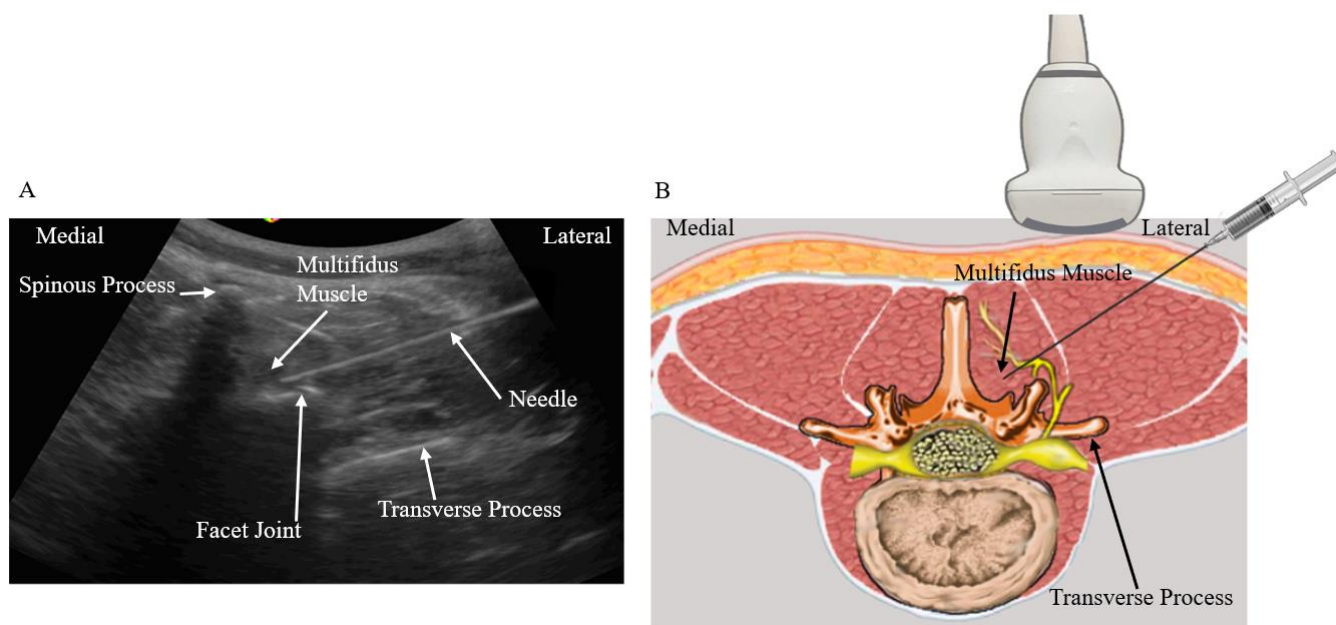 A
Medial
Lateral
Multifidus
Muscle
Spinous Process
Needle
Transverse Process
Facet Joint
B
Medial
Lateral
Multifidus Muscle
Transverse Process